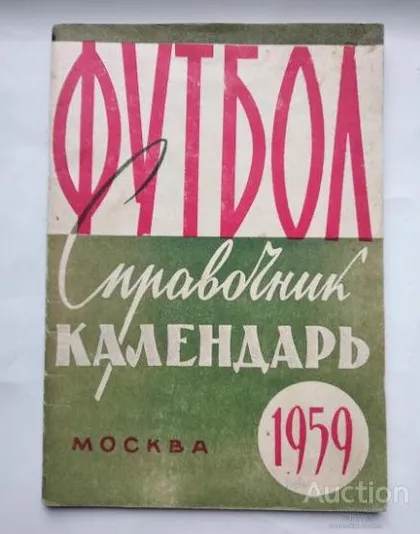 ФУТБОЛ
Справочник
КАЛЕНДАРЬ
МОСКВА
1959
Auction